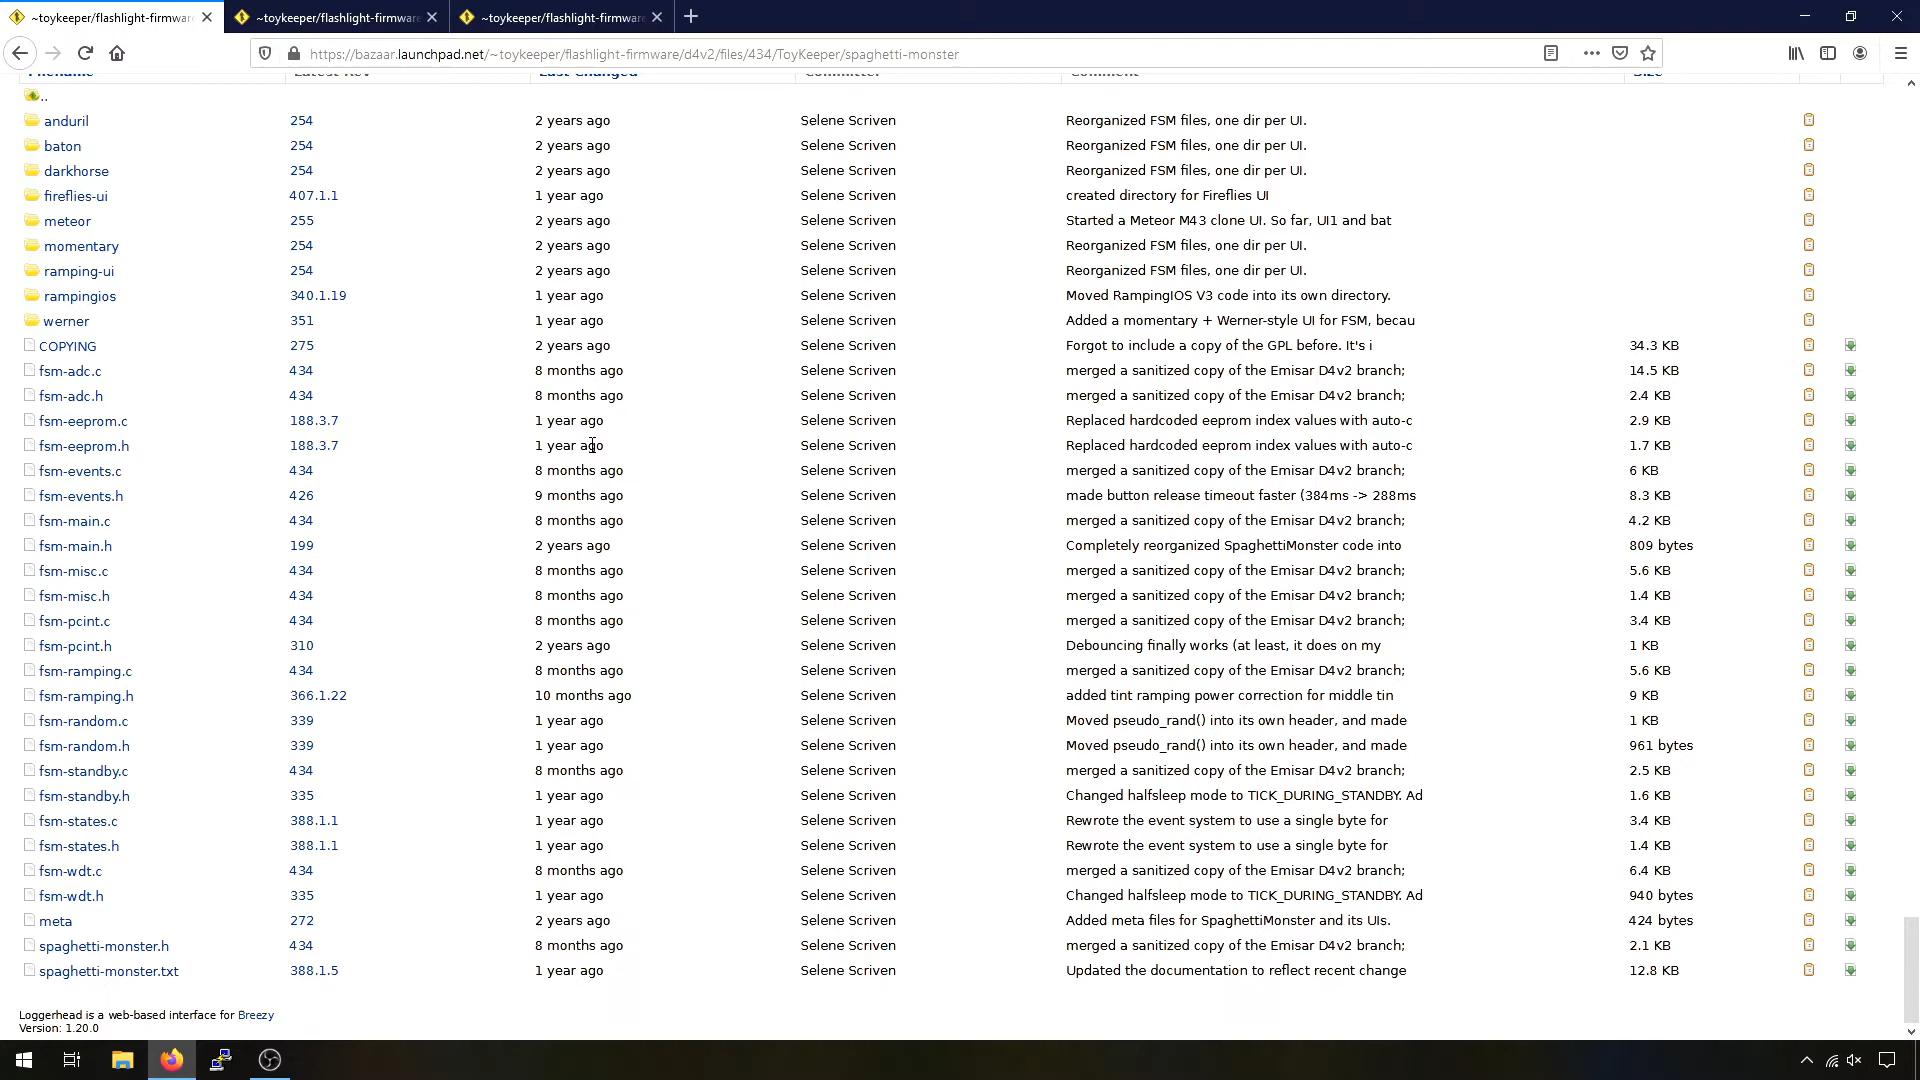 ~toykeeper/flashlight-firmwar
~toykeeper/flashlight-firmware
~toykeeper/flashlight-firmware
https://bazaar.launchpad.net/~toykeeper/flashlight-firmware/d4v2/files/434/ToyKeeper/spaghetti-monster
Filename Latest Rev Last Changed Committer Comment Size
..
anduril 254 2 years ago Selene Scriven Reorganized FSM files, one dir per UI.
baton 254 2 years ago Selene Scriven Reorganized FSM files, one dir per UI.
darkhorse 254 2 years ago Selene Scriven Reorganized FSM files, one dir per UI.
fireflies-ui 407.1.1 1 year ago Selene Scriven created directory for Fireflies UI
meteor 255 2 years ago Selene Scriven Started a Meteor M43 clone UI. So far, UI1 and bat
momentary 254 2 years ago Selene Scriven Reorganized FSM files, one dir per UI.
ramping-ui 254 2 years ago Selene Scriven Reorganized FSM files, one dir per UI.
rampingios 340.1.19 1 year ago Selene Scriven Moved RampingIOS V3 code into its own directory.
werner 351 1 year ago Selene Scriven Added a momentary + Werner-style UI for FSM, becau
COPYING 275 2 years ago Selene Scriven Forgot to include a copy of the GPL before. It's i 34.3 KB
fsm-adc.c 434 8 months ago Selene Scriven merged a sanitized copy of the Emisar D4v2 branch; 14.5 KB
fsm-adc.h 434 8 months ago Selene Scriven merged a sanitized copy of the Emisar D4v2 branch; 2.4 KB
fsm-eeprom.c 188.3.7 1 year ago Selene Scriven Replaced hardcoded eeprom index values with auto-c 2.9 KB
fsm-eeprom.h 188.3.7 1 year ago Selene Scriven Replaced hardcoded eeprom index values with auto-c 1.7 KB
fsm-events.c 434 8 months ago Selene Scriven merged a sanitized copy of the Emisar D4v2 branch; 6 KB
fsm-events.h 426 9 months ago Selene Scriven made button release timeout faster (384ms -> 288ms 8.3 KB
fsm-main.c 434 8 months ago Selene Scriven merged a sanitized copy of the Emisar D4v2 branch; 4.2 KB
fsm-main.h 199 2 years ago Selene Scriven Completely reorganized SpaghettiMonster code into 809 bytes
fsm-misc.c 434 8 months ago Selene Scriven merged a sanitized copy of the Emisar D4v2 branch; 5.6 KB
fsm-misc.h 434 8 months ago Selene Scriven merged a sanitized copy of the Emisar D4v2 branch; 1.4 KB
fsm-pcint.c 434 8 months ago Selene Scriven merged a sanitized copy of the Emisar D4v2 branch; 3.4 KB
fsm-pcint.h 310 2 years ago Selene Scriven Debouncing finally works (at least, it does on my 1 KB
fsm-ramping.c 434 8 months ago Selene Scriven merged a sanitized copy of the Emisar D4v2 branch; 5.6 KB
fsm-ramping.h 366.1.22 10 months ago Selene Scriven added tint ramping power correction for middle tin 9 KB
fsm-random.c 339 1 year ago Selene Scriven Moved pseudo_rand() into its own header, and made 1 KB
fsm-random.h 339 1 year ago Selene Scriven Moved pseudo_rand() into its own header, and made 961 bytes
fsm-standby.c 434 8 months ago Selene Scriven merged a sanitized copy of the Emisar D4v2 branch; 2.5 KB
fsm-standby.h 335 1 year ago Selene Scriven Changed halfsleep mode to TICK_DURING_STANDBY. Ad 1.6 KB
fsm-states.c 388.1.1 1 year ago Selene Scriven Rewrote the event system to use a single byte for 3.4 KB
fsm-states.h 388.1.1 1 year ago Selene Scriven Rewrote the event system to use a single byte for 1.4 KB
fsm-wdt.c 434 8 months ago Selene Scriven merged a sanitized copy of the Emisar D4v2 branch; 6.4 KB
fsm-wdt.h 335 1 year ago Selene Scriven Changed halfsleep mode to TICK_DURING_STANDBY. Ad 940 bytes
meta 272 2 years ago Selene Scriven Added meta files for SpaghettiMonster and its UIs. 424 bytes
spaghetti-monster.h 434 8 months ago Selene Scriven merged a sanitized copy of the Emisar D4v2 branch; 2.1 KB
spaghetti-monster.txt 388.1.5 1 year ago Selene Scriven Updated the documentation to reflect recent change 12.8 KB
Loggerhead is a web-based interface for Breezy
Version: 1.20.0